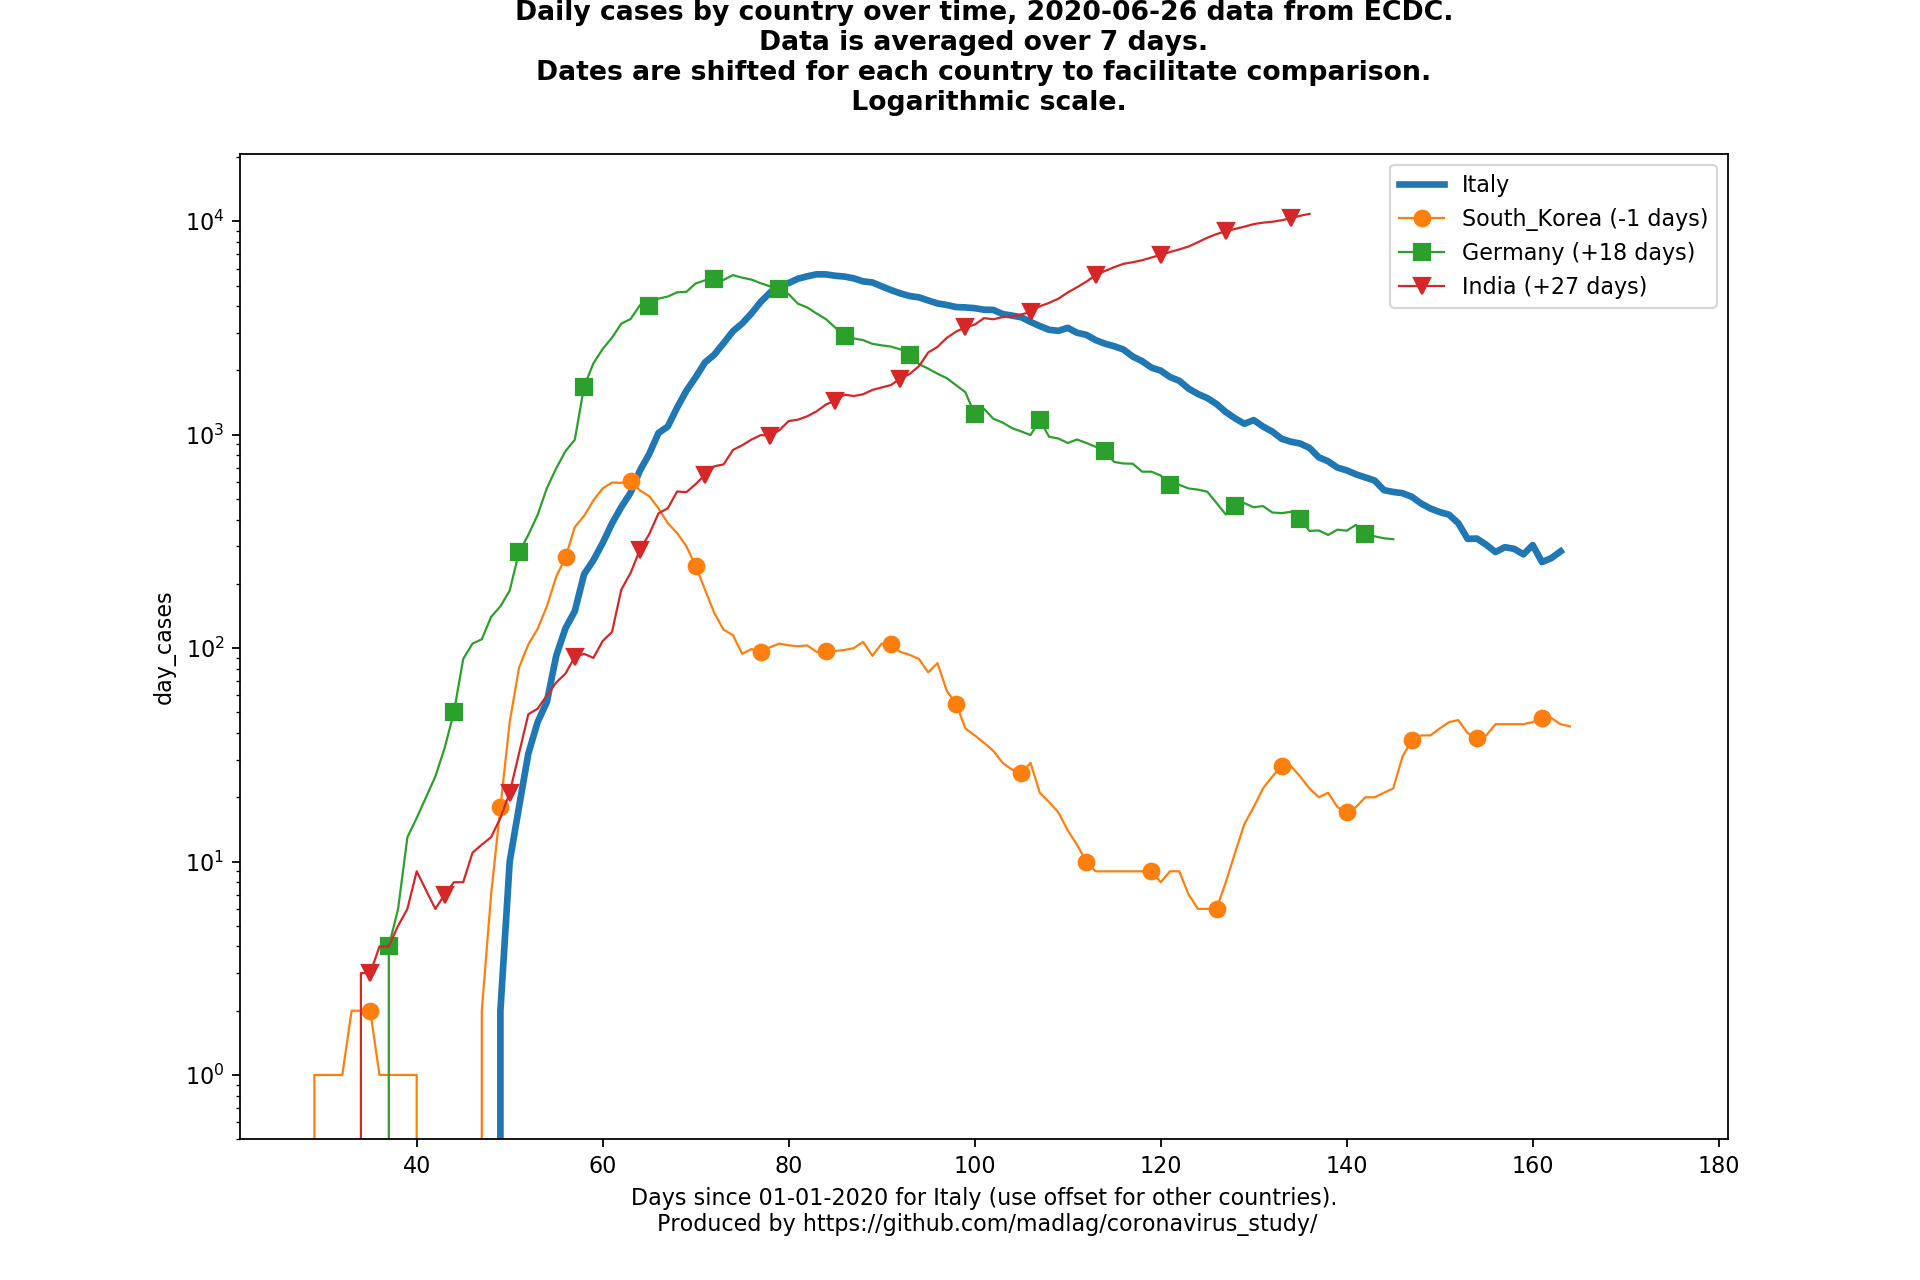 Daily cases by country over time, 2020-06-26 data from ECDC.
Data is averaged over 7 days.
Dates are shifted for each country to facilitate comparison.
Logarithmic scale.
Italy
South_Korea (-1 days)
Germany (+18 days)
India (+27 days)
10⁴
10³
10²
10¹
10⁰
day_cases
40 60 80 100 120 140 160 180
Days since 01-01-2020 for Italy (use offset for other countries).
Produced by https://github.com/madlag/coronavirus_study/